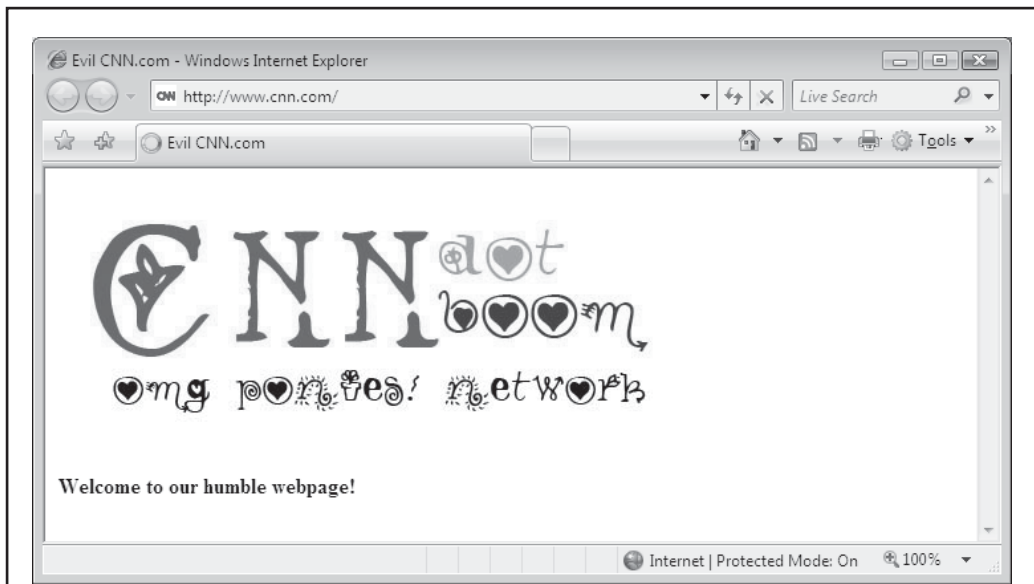 Evil CNN.com - Windows Internet Explorer
CNN http://www.cnn.com/
Live Search
Evil CNN.com
Tools
CNN dot
boom
omg ponies! network
Welcome to our humble webpage!
Internet | Protected Mode: On
100%